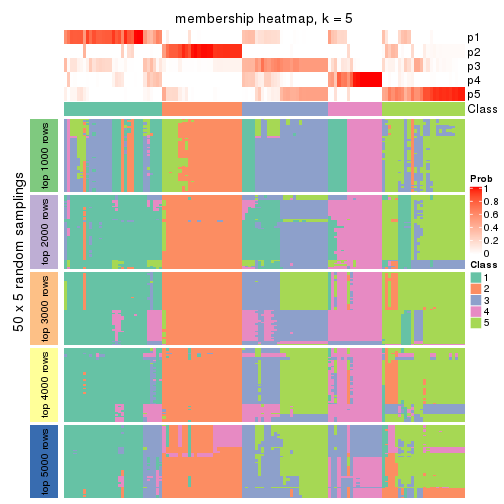 membership heatmap, k = 5
p1
p2
p3
p4
p5
Class
50 x 5 random samplings
top 1000 rows
top 2000 rows
top 3000 rows
top 4000 rows
top 5000 rows
Prob
1
0.8
0.6
0.4
0.2
0
Class
1
2
3
4
5